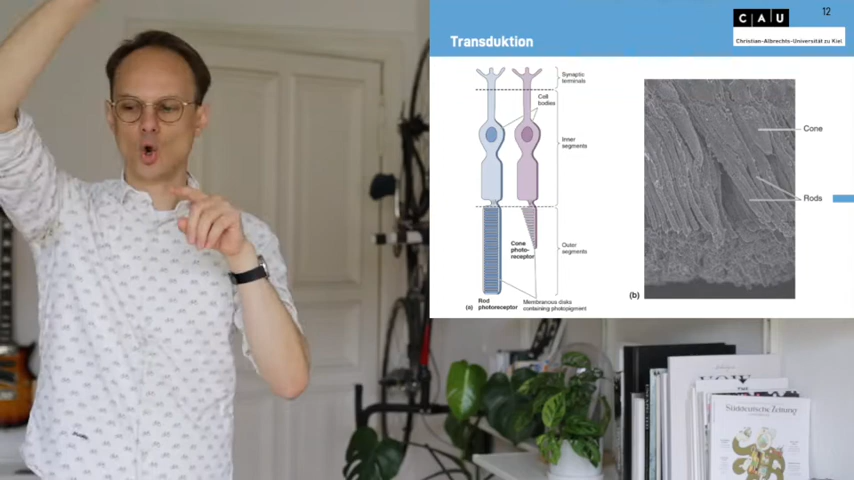 12
C A U
Christian-Albrechts-Universität zu Kiel
Transduktion
Synaptic
terminals
Cell
bodies
Inner
segments
Cone
photo-
receptor
Outer
segments
Rod
photoreceptor
(a)
Membranous disks
containing photopigment
Cone
Rods
(b)
Süddeutsche Zeitung